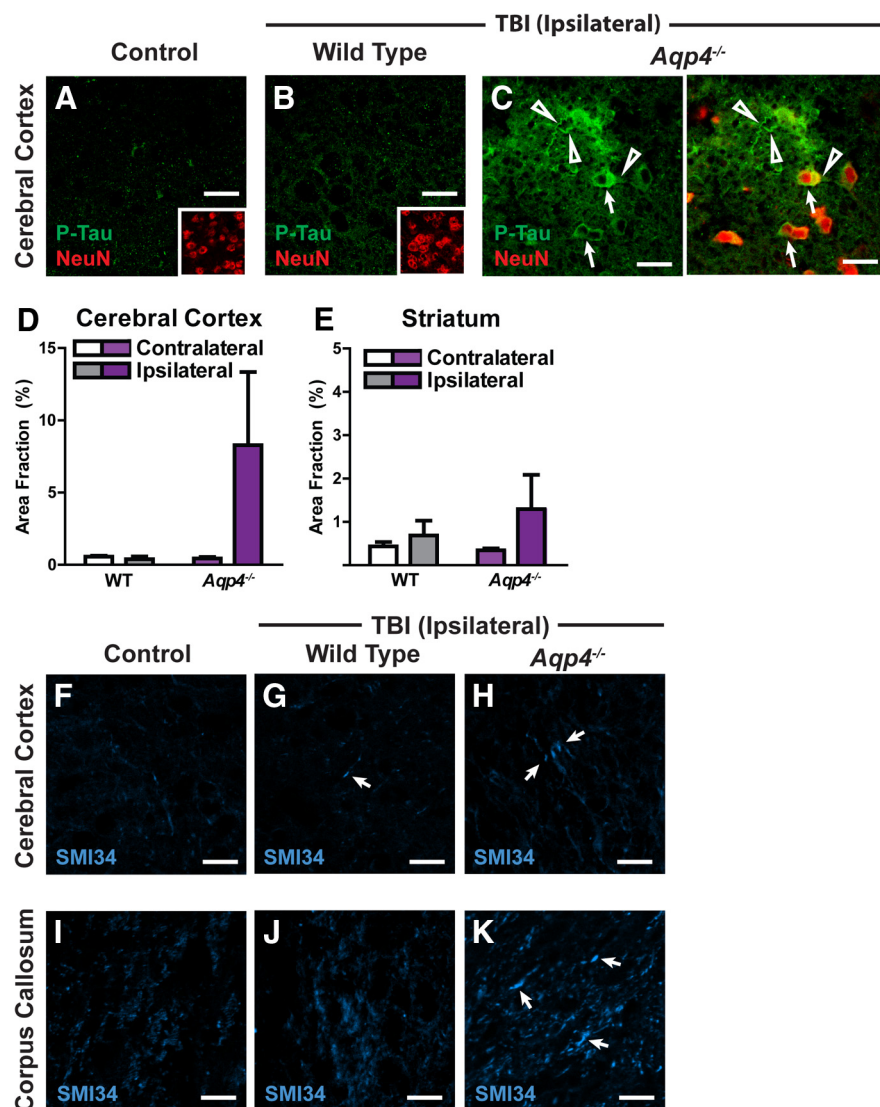 TBI (Ipsilateral)
Control
Wild Type
Aqp4-/-
Cerebral Cortex
A
P-Tau
NeuN
B
P-Tau
NeuN
C
D
Cerebral Cortex
Contralateral
Ipsilateral
Area Fraction (%)
15
10
5
0
WT
Aqp4-/-
E
Striatum
Contralateral
Ipsilateral
Area Fraction (%)
5
4
3
2
1
WT
Aqp4-/-
TBI (Ipsilateral)
Control
Wild Type
Aqp4-/-
Cerebral Cortex
F
SMI34
G
SMI34
H
SMI34
Corpus Callosum
I
SMI34
J
SMI34
K
SMI34